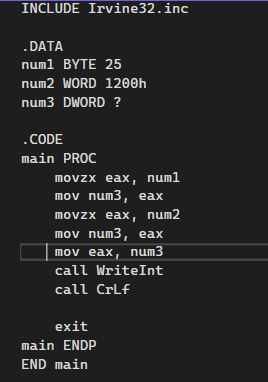 INCLUDE Irvine32.inc
.DATA
num1 BYTE 25
num2 WORD 1200h
num3 DWORD ?
.CODE
main PROC
movzx eax, num1
mov num3, eax
movzx eax, num2
mov num3, eax
mov eax, num3
call WriteInt
call CrLf
exit
main ENDP
END main